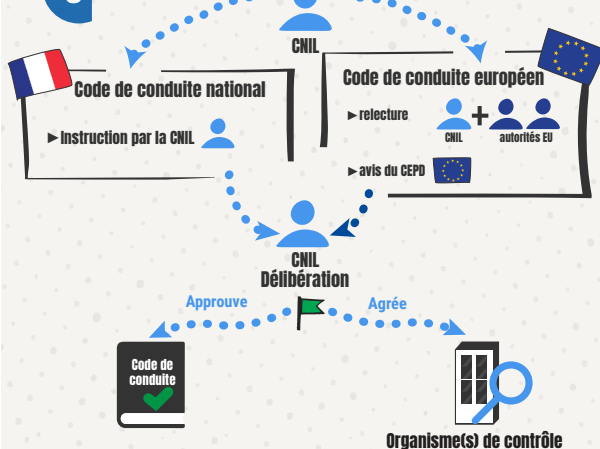 CNIL
Code de conduite national
►Instruction par la CNIL
Code de conduite européen
►relecture
CNIL
+
autorités EU
►avis du CEPD
CNIL
Délibération
Approuve
Agrée
Code de
conduite
Organisme(s) de contrôle